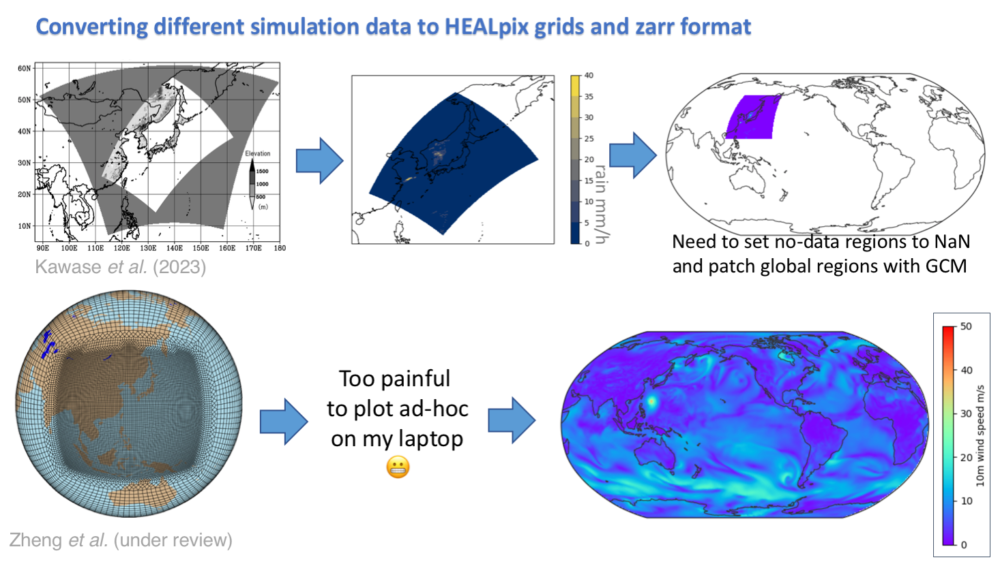 Converting different simulation data to HEALpix grids and zarr format
60N
50N
40N
30N
20N
10N
90E 100E 110E 120E 130E 140E 150E 160E 170E 180
Elevation
1500
1000
500
(m)
Kawase et al. (2023)
40
35
30
25
20
15
10
5
0
rain mm/h
Need to set no-data regions to NaN
and patch global regions with GCM
Too painful
to plot ad-hoc
on my laptop
😬
50
40
30
20
10
0
10m wind speed m/s
Zheng et al. (under review)